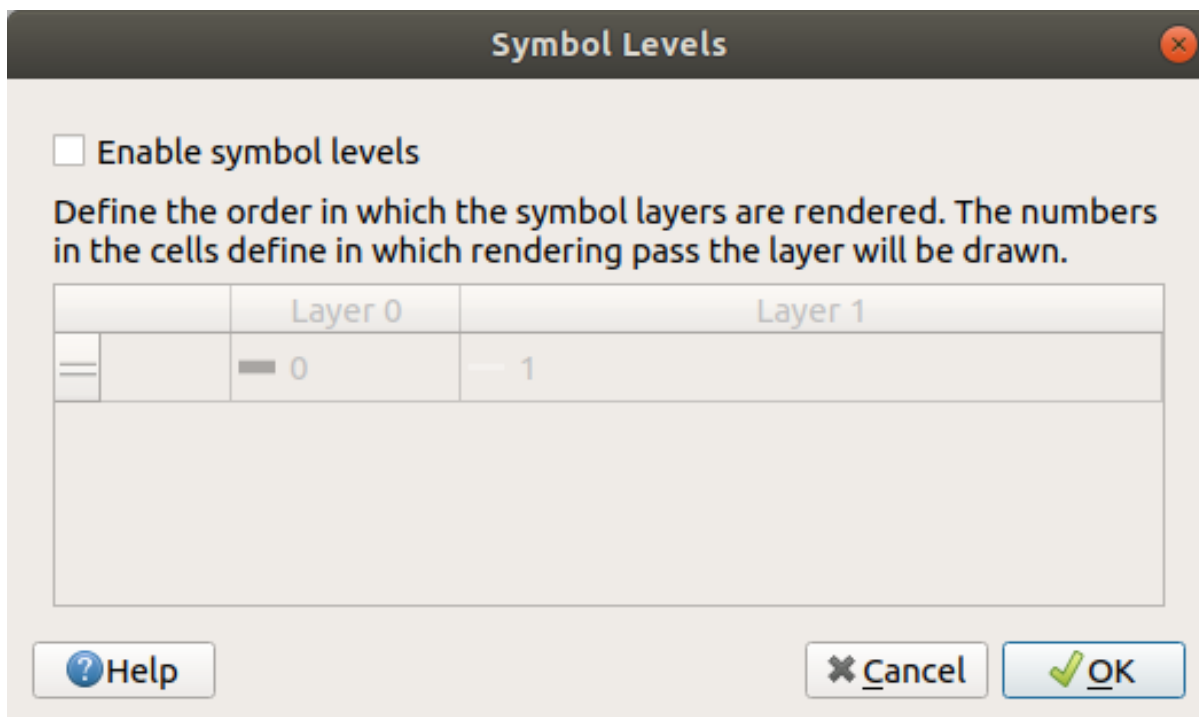 Symbol Levels
Enable symbol levels
Define the order in which the symbol layers are rendered. The numbers
in the cells define in which rendering pass the layer will be drawn.
Layer 0 Layer 1
0 1
Help Cancel OK